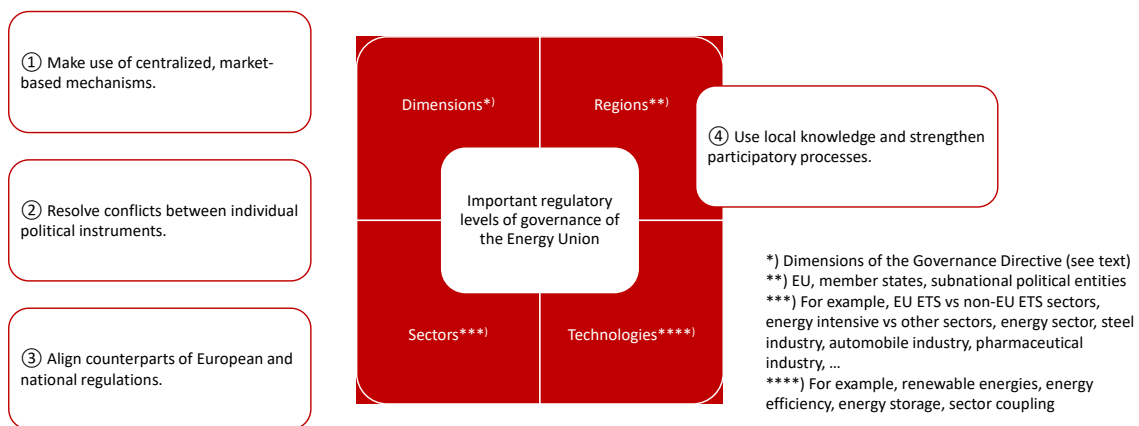 ① Make use of centralized, market-
based mechanisms.
② Resolve conflicts between individual
political instruments.
③ Align counterparts of European and
national regulations.
Dimensions*)
Regions**)
Important regulatory
levels of governance of
the Energy Union
Sectors***)
Technologies****)
④ Use local knowledge and strengthen
participatory processes.
*) Dimensions of the Governance Directive (see text)
**) EU, member states, subnational political entities
***) For example, EU ETS vs non-EU ETS sectors,
energy intensive vs other sectors, energy sector, steel
industry, automobile industry, pharmaceutical
industry, …
****) For example, renewable energies, energy
efficiency, energy storage, sector coupling